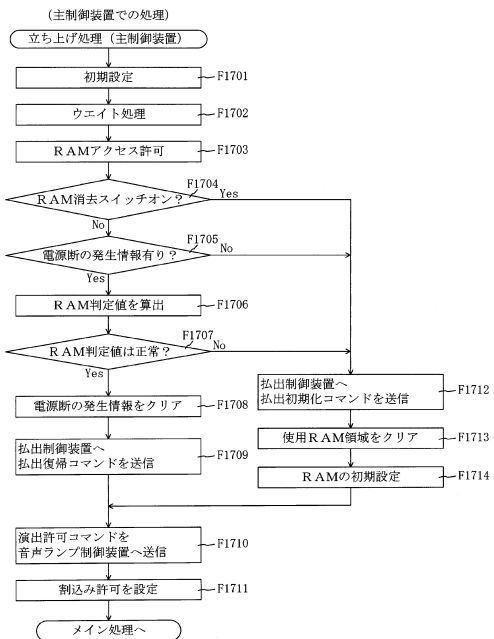 (主制御装置での処理)
立ち上げ処理(主制御装置)
初期設定
F1701
ウエイト処理
F1702
RAMアクセス許可
F1703
RAM消去スイッチオン?
F1704
Yes
No
電源断の発生情報有り?
F1705
No
Yes
RAM判定値を算出
F1706
RAM判定値は正常?
F1707
No
Yes
電源断の発生情報をクリア
F1708
払出制御装置へ
払出復帰コマンドを送信
F1709
払出制御装置へ
払出初期化コマンドを送信
F1712
使用RAM領域をクリア
F1713
RAMの初期設定
F1714
演出許可コマンドを
音声ランプ制御装置へ送信
F1710
割込み許可を設定
F1711
メイン処理へ